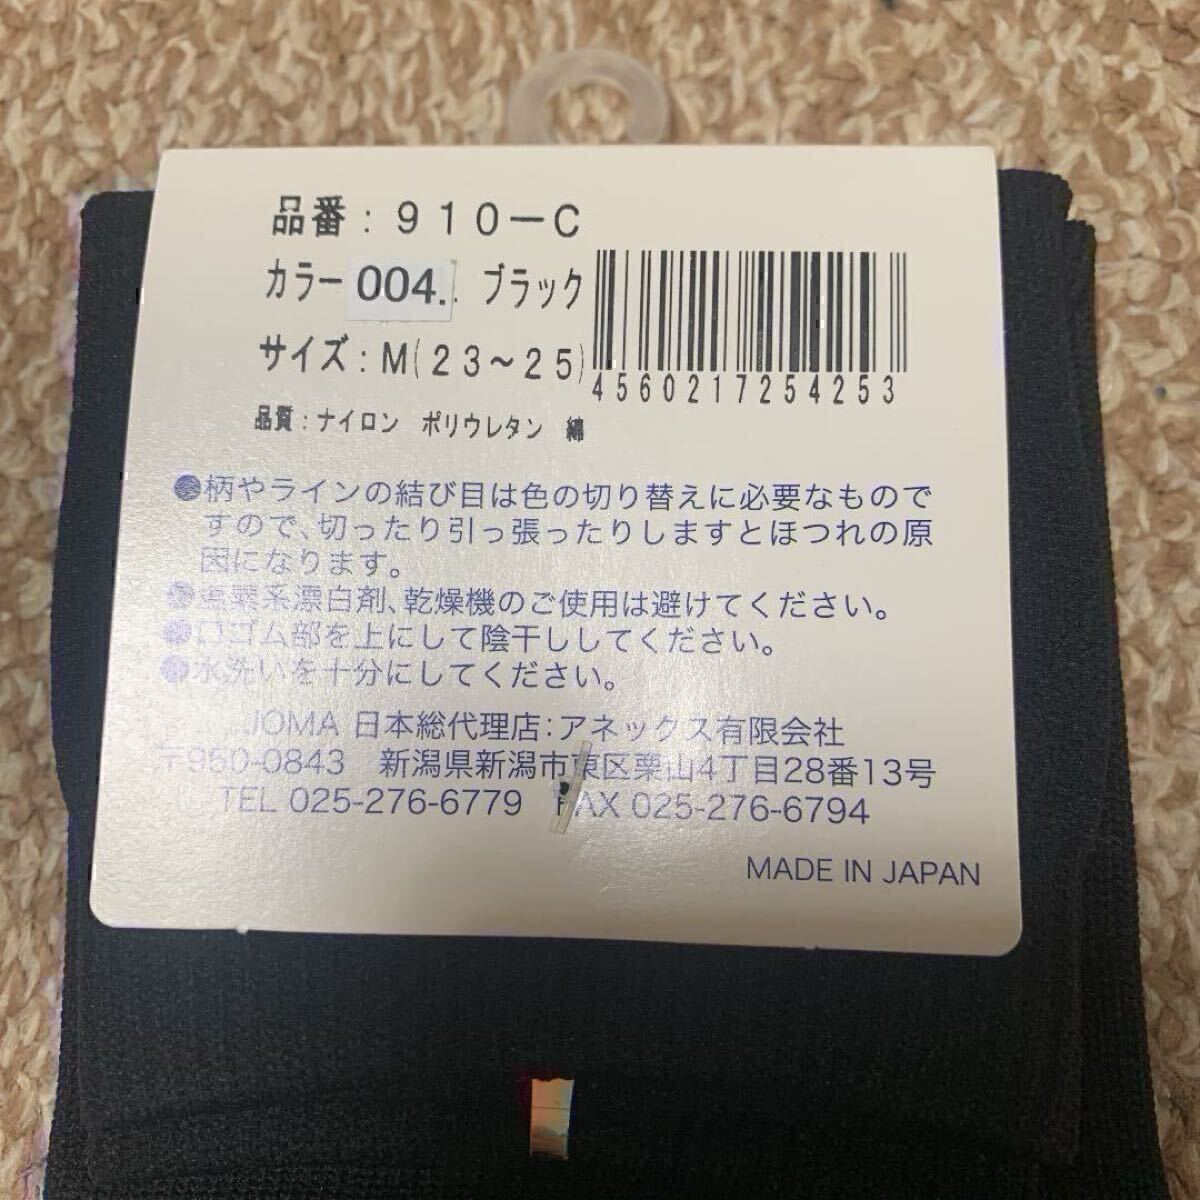 品番：910－C
カラー 004.. ブラック
サイズ：M(23～25)
4560217254253
品質：ナイロン ポリウレタン 綿
●柄やラインの結び目は色の切り替えに必要なもので
すので、切ったり引っ張ったりしますとほつれの原
因になります。
●塩素系漂白剤、乾燥機のご使用は避けてください。
●口ゴム部を上にして陰干ししてください。
●水洗いを十分にしてください。
JOMA 日本総代理店：アネックス有限会社
〒950-0843 新潟県新潟市東区粟山4丁目28番13号
TEL 025-276-6779 FAX 025-276-6794
MADE IN JAPAN